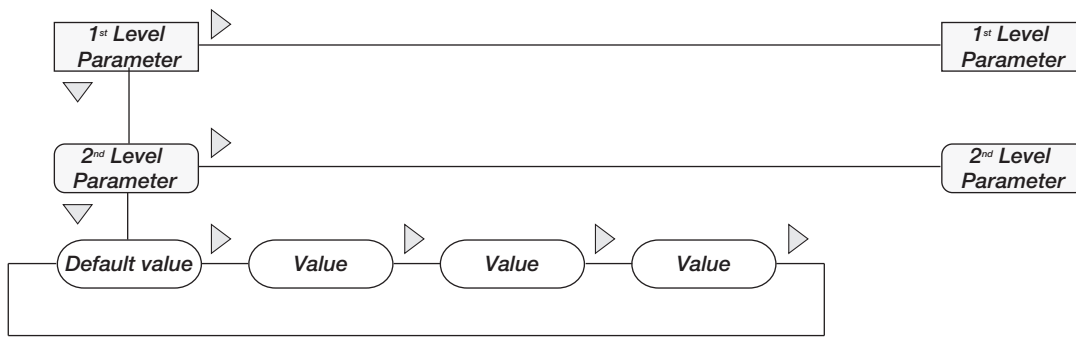 1st Level
Parameter
1st Level
Parameter
2nd Level
Parameter
2nd Level
Parameter
Default value
Value
Value
Value